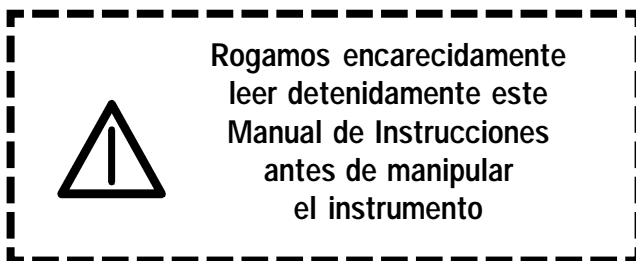 Rogamos encarecidamente
leer detenidamente este
Manual de Instrucciones
antes de manipular
el instrumento